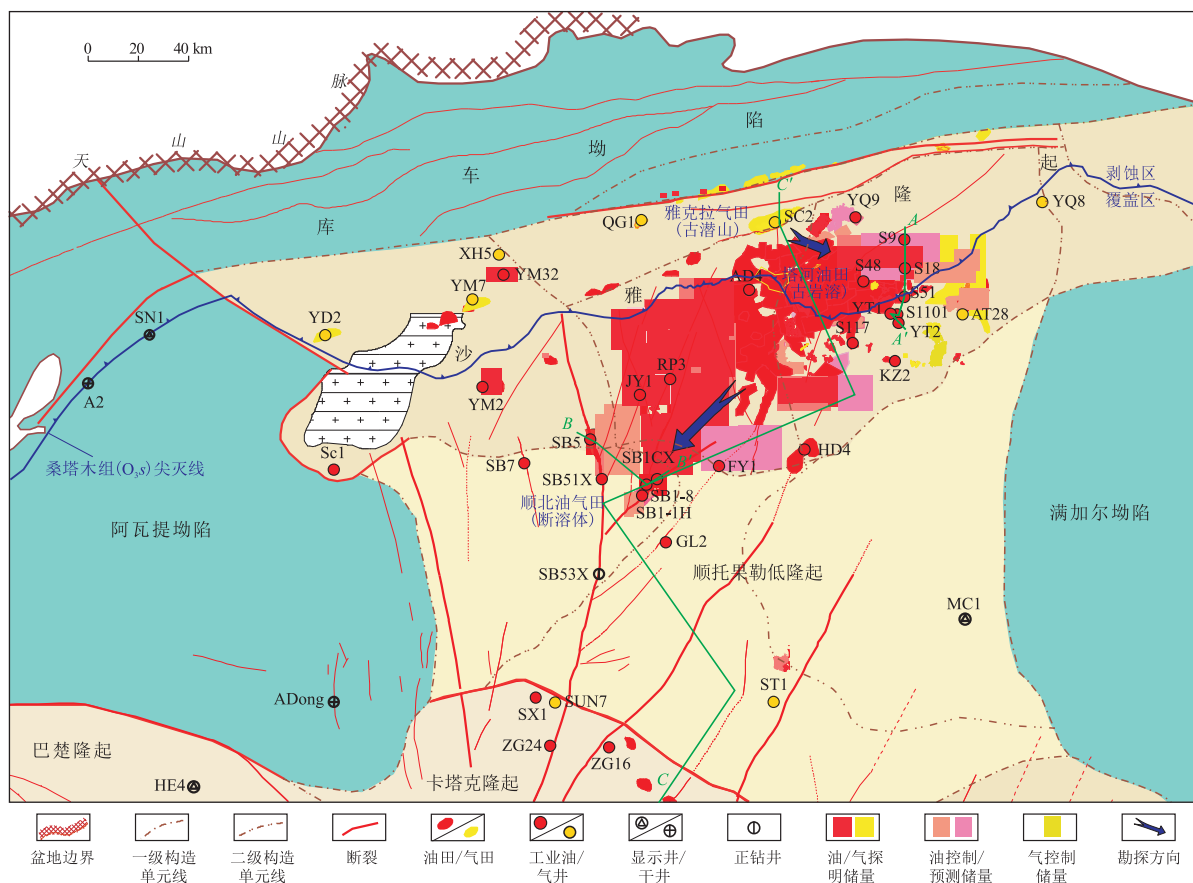 0 20 40 km
天
山
山
脉
库
车
坳
陷
沙
雅
隆
起
剥蚀区
覆盖区
C'
雅克拉气田
(古潜山)
QG1
SC2
YQ9
A
YQ8
S9
XH5
YM32
YM7
AD4
塔河油田
(古岩溶)
S48
S18
S51
SN1
YD2
YT1
S1101
AT28
A'
YT2
S117
KZ2
A2
RP3
JY1
YM2
B
SB5
SB1CX
B'
FY1
HD4
Sc1
SB7
SB51X
SB1-8
SB1-1H
桑塔木组(O₃s)尖灭线
顺北油气田
(断溶体)
阿瓦提坳陷
满加尔坳陷
GL2
SB53X
顺托果勒低隆起
MC1
ADong
SX1
SUN7
ST1
ZG24
ZG16
巴楚隆起
HE4
卡塔克隆起
C
盆地边界
一级构造
单元线
二级构造
单元线
断裂
油田/气田
工业油/
气井
显示井/
干井
正钻井
油/气探
明储量
油控制/
预测储量
气控制
储量
勘探方向